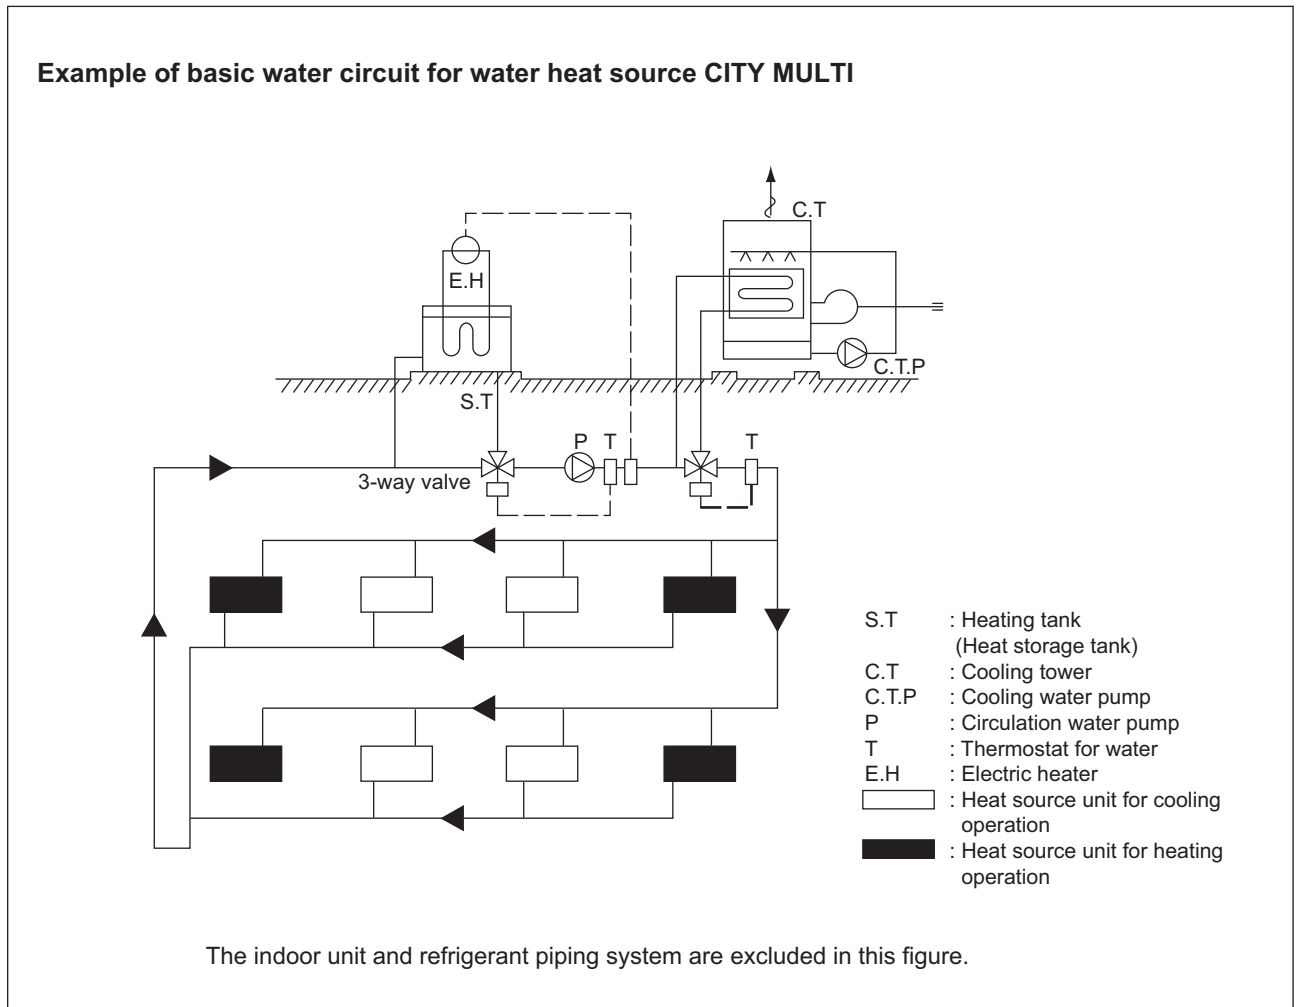 Example of basic water circuit for water heat source CITY MULTI
C.T
E.H
C.T.P
S.T
P T
T
3-way valve
S.T : Heating tank
(Heat storage tank)
C.T : Cooling tower
C.T.P : Cooling water pump
P : Circulation water pump
T : Thermostat for water
E.H : Electric heater
: Heat source unit for cooling
operation
: Heat source unit for heating
operation
The indoor unit and refrigerant piping system are excluded in this figure.